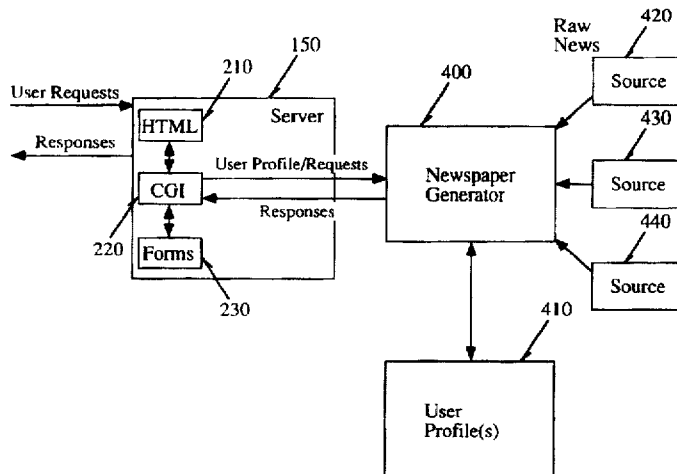 420
Raw
News
150
210
400
Source
User Requests
Server
HTML
430
Responses
User Profile/Requests
Newspaper
Generator
Source
CGI
Responses
440
220
Forms
Source
230
410
User
Profile(s)